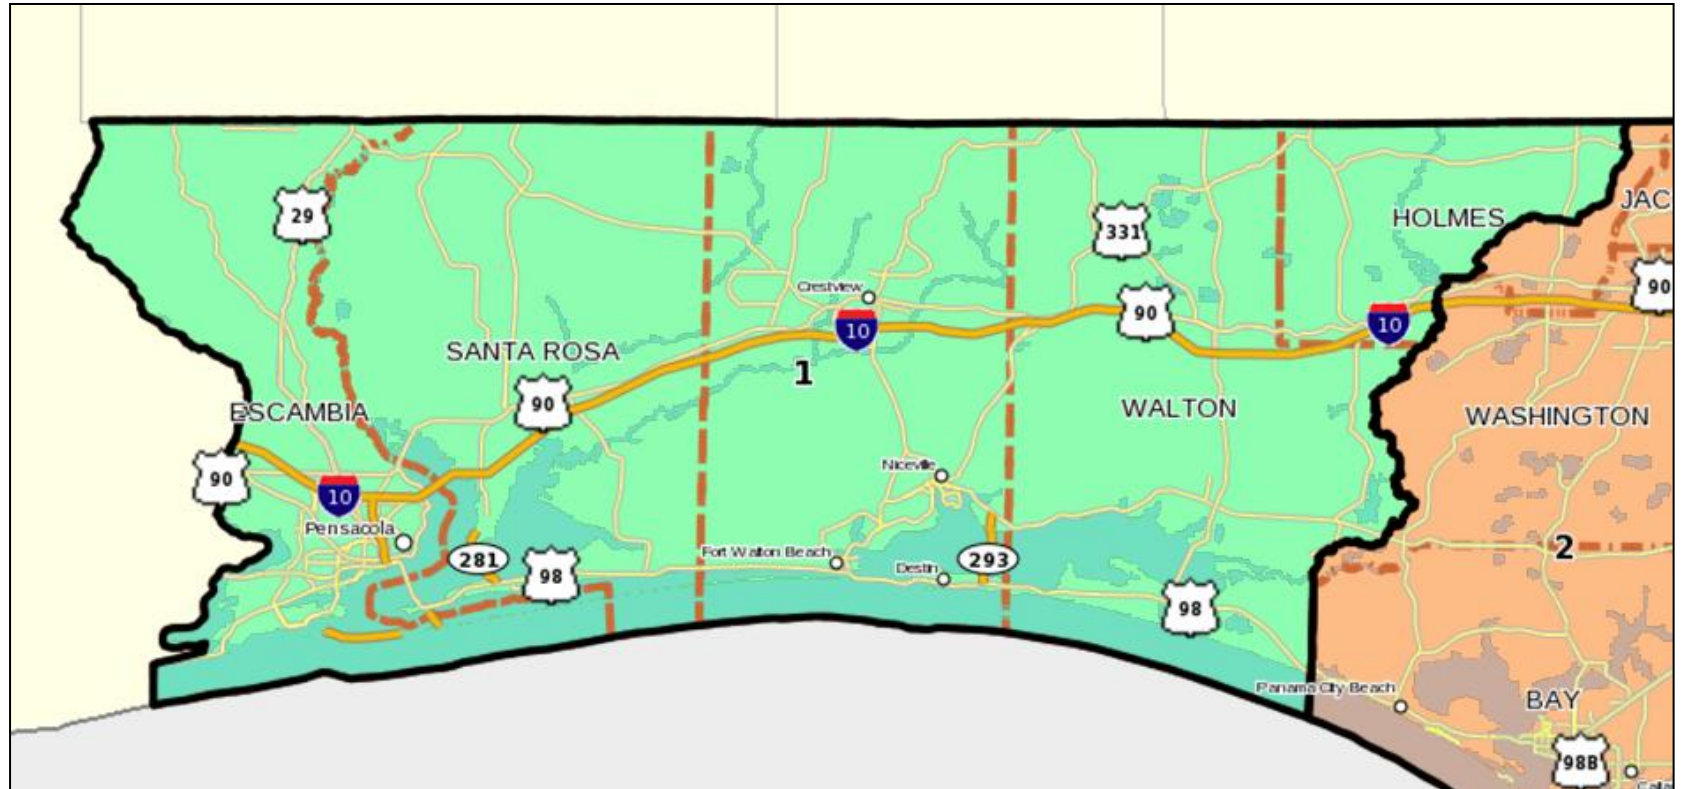 29
JAC
HOLMES
331
90
Crestview
10
90
10
SANTA ROSA
1
90
ESCAMBIA
WALTON
WASHINGTON
90
Niceville
10
Pensacola
2
Fort Walton Beach
281
98
Destin
293
98
Panama City Beach
BAY
98B